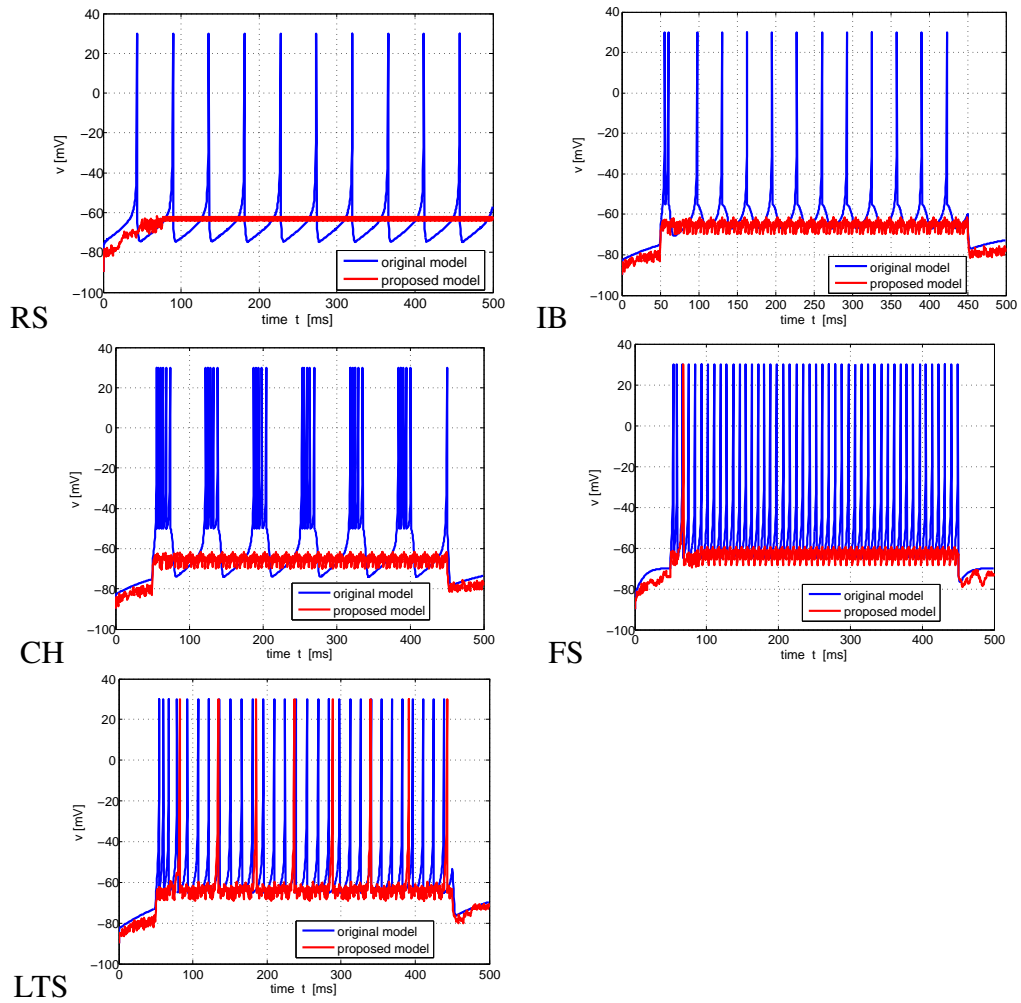 40
20
0
−20
−40
−60
−80
−100
v [mV]
0 100 200 300 400 500
time t [ms]
original model
proposed model
RS
40
20
0
−20
−40
−60
−80
−100
v [mV]
0 50 100 150 200 250 300 350 400 450 500
time t [ms]
original model
proposed model
IB
40
20
0
−20
−40
−60
−80
−100
v [mV]
0 100 200 300 400 500
time t [ms]
original model
proposed model
CH
40
20
0
−20
−40
−60
−80
−100
v [mV]
0 100 200 300 400 500
time t [ms]
original model
proposed model
FS
40
20
0
−20
−40
−60
−80
−100
v [mV]
0 100 200 300 400 500
time t [ms]
original model
proposed model
LTS